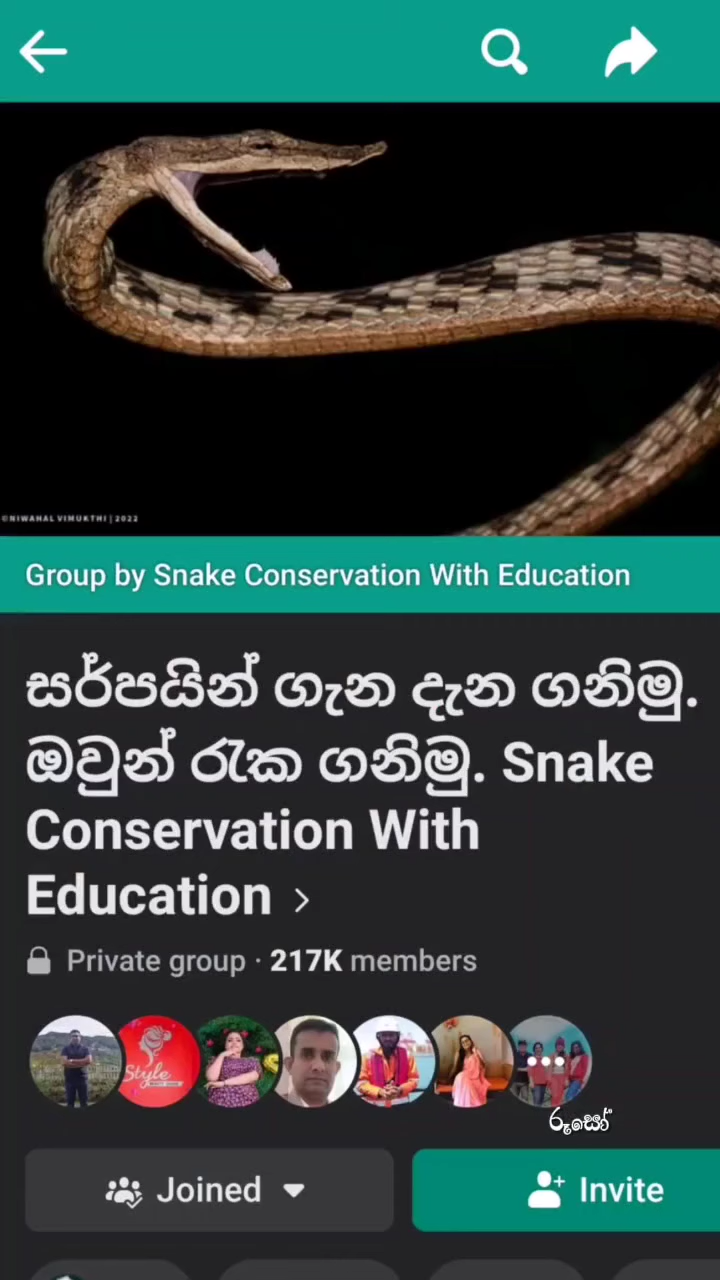 ©NIWAHAL VIMUKTHI | 2022
Group by Snake Conservation With Education
සර්පයින් ගැන දැන ගනිමු.
ඔවුන් රැක ගනිමු. Snake
Conservation With
Education >
Private group · 217K members
Style
රූසෝ
Joined
Invite